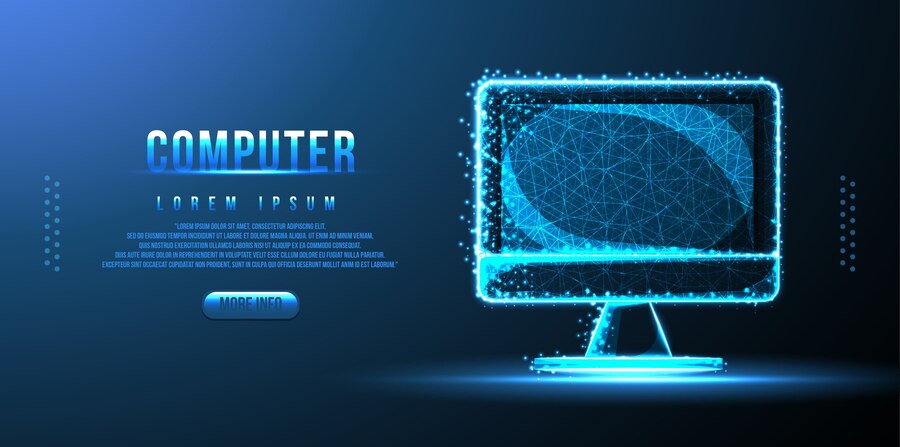 COMPUTER
LOREM IPSUM
"LOREM IPSUM DOLOR SIT AMET, CONSECTETUR ADIPISCING ELIT,
SED DO EIUSMOD TEMPOR INCIDIDUNT UT LABORE ET DOLORE MAGNA ALIQUA. UT ENIM AD MINIM VENIAM,
QUIS NOSTRUD EXERCITATION ULLAMCO LABORIS NISI UT ALIQUIP EX EA COMMODO CONSEQUAT.
DUIS AUTE IRURE DOLOR IN REPREHENDERIT IN VOLUPTATE VELIT ESSE CILLUM DOLORE EU FUGIAT NULLA PARIATUR.
EXCEPTEUR SINT OCCAECAT CUPIDATAT NON PROIDENT, SUNT IN CULPA QUI OFFICIA DESERUNT MOLLIT ANIM ID EST LABORUM."
MORE INFO